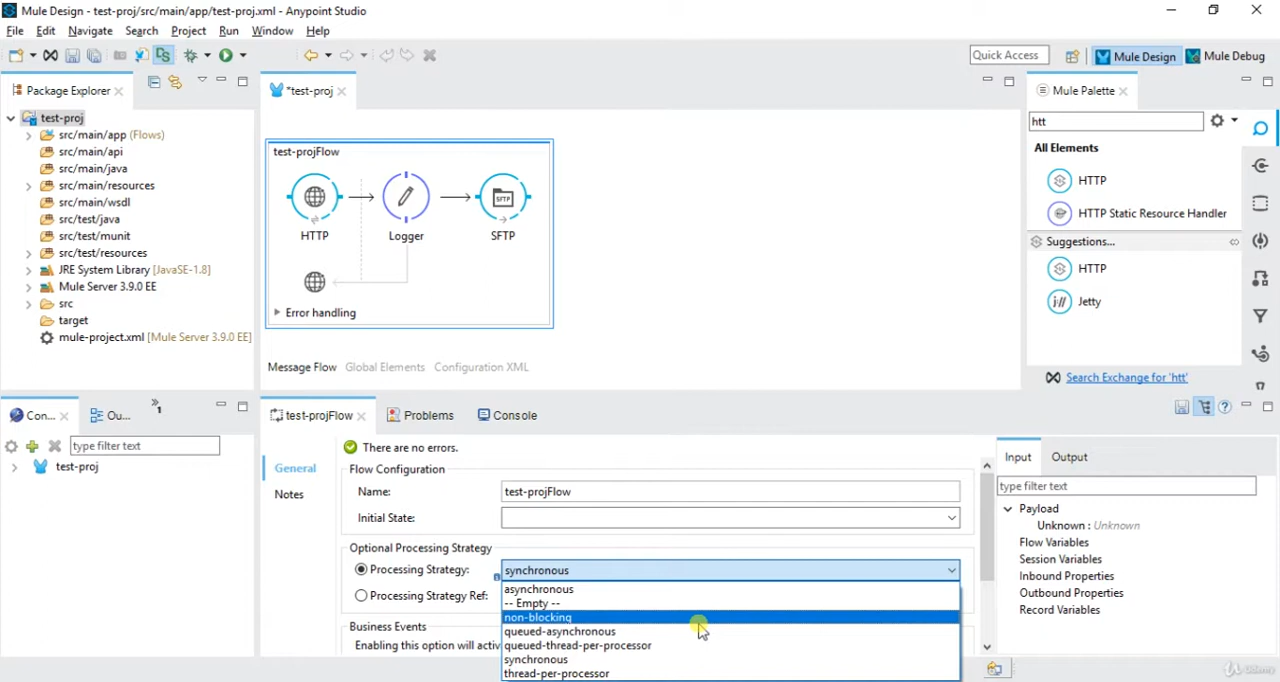 Mule Design - test-proj/src/main/app/test-proj.xml - Anypoint Studio
File Edit Navigate Search Project Run Window Help
Quick Access
Mule Design
Mule Debug
Package Explorer
test-proj
src/main/app (Flows)
src/main/api
src/main/java
src/main/resources
src/main/wsdl
src/test/java
src/test/munit
src/test/resources
JRE System Library [JavaSE-1.8]
Mule Server 3.9.0 EE
src
target
mule-project.xml [Mule Server 3.9.0 EE]
*test-proj
test-projFlow
SFTP
HTTP
Logger
SFTP
Error handling
Message Flow Global Elements Configuration XML
Mule Palette
htt
All Elements
HTTP
HTTP Static Resource Handler
Suggestions...
HTTP
Jetty
Search Exchange for 'htt'
Con...
Ou...
1
type filter text
test-proj
test-projFlow
Problems
Console
General
Notes
There are no errors.
Flow Configuration
Name: test-projFlow
Initial State:
Optional Processing Strategy
Processing Strategy: synchronous
asynchronous
-- Empty --
non-blocking
queued-asynchronous
queued-thread-per-processor
synchronous
thread-per-processor
Processing Strategy Ref:
Business Events
Enabling this option will activ
Input Output
type filter text
Payload
Unknown : Unknown
Flow Variables
Session Variables
Inbound Properties
Outbound Properties
Record Variables
Udemy